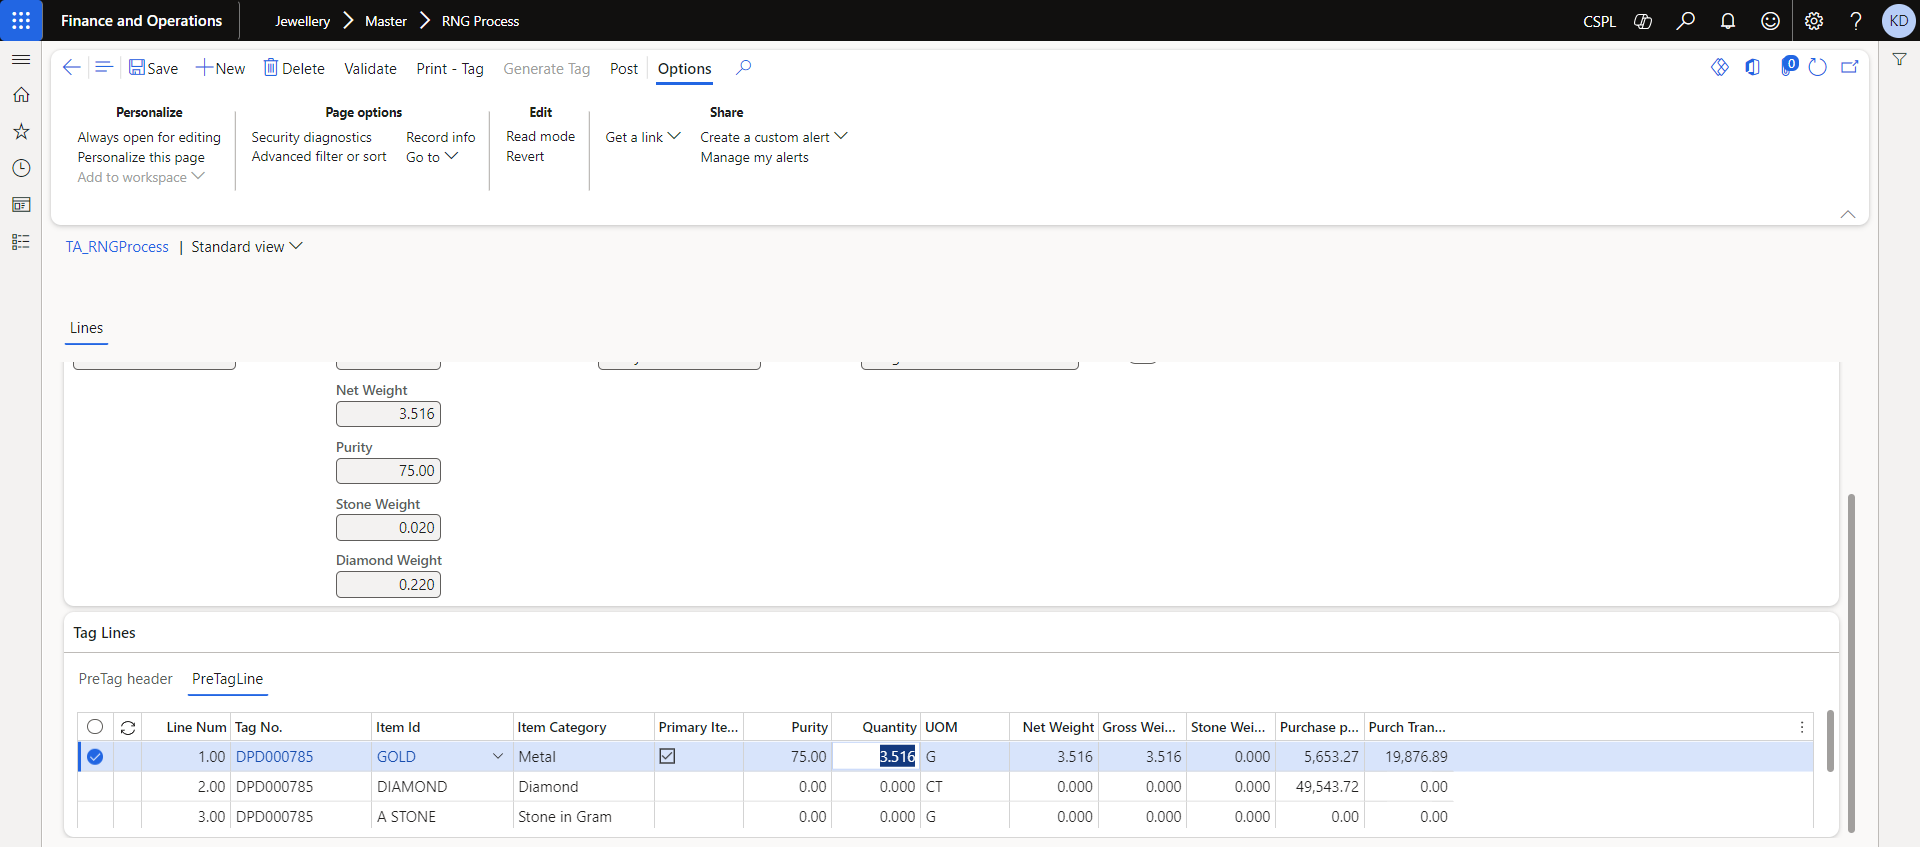 Finance and Operations
Jewellery > Master > RNG Process
CSPL
KD
Save
New
Delete
Validate
Print - Tag
Generate Tag
Post
Options
0
Personalize
Always open for editing
Personalize this page
Add to workspace
Page options
Security diagnostics
Advanced filter or sort
Record info
Go to
Edit
Read mode
Revert
Share
Get a link
Create a custom alert
Manage my alerts
TA_RNGProcess | Standard view
Lines
Net Weight
3.516
Purity
75.00
Stone Weight
0.020
Diamond Weight
0.220
Tag Lines
PreTag header PreTagLine
Line Num Tag No. Item Id Item Category Primary Ite... Purity Quantity UOM Net Weight Gross Wei... Stone Wei... Purchase p... Purch Tran...
1.00 DPD000785 GOLD Metal 75.00 3.516 G 3.516 3.516 0.000 5,653.27 19,876.89
2.00 DPD000785 DIAMOND Diamond 0.00 0.000 CT 0.000 0.000 0.000 49,543.72 0.00
3.00 DPD000785 A STONE Stone in Gram 0.00 0.000 G 0.000 0.000 0.000 0.00 0.00